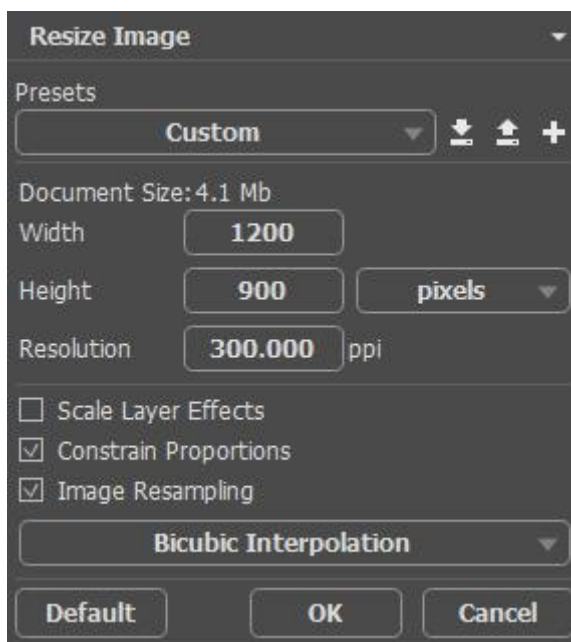 Resize Image
Presets
Custom
Document Size: 4.1 Mb
Width 1200
Height 900 pixels
Resolution 300.000 ppi
Scale Layer Effects
Constrain Proportions
Image Resampling
Bicubic Interpolation
Default OK Cancel